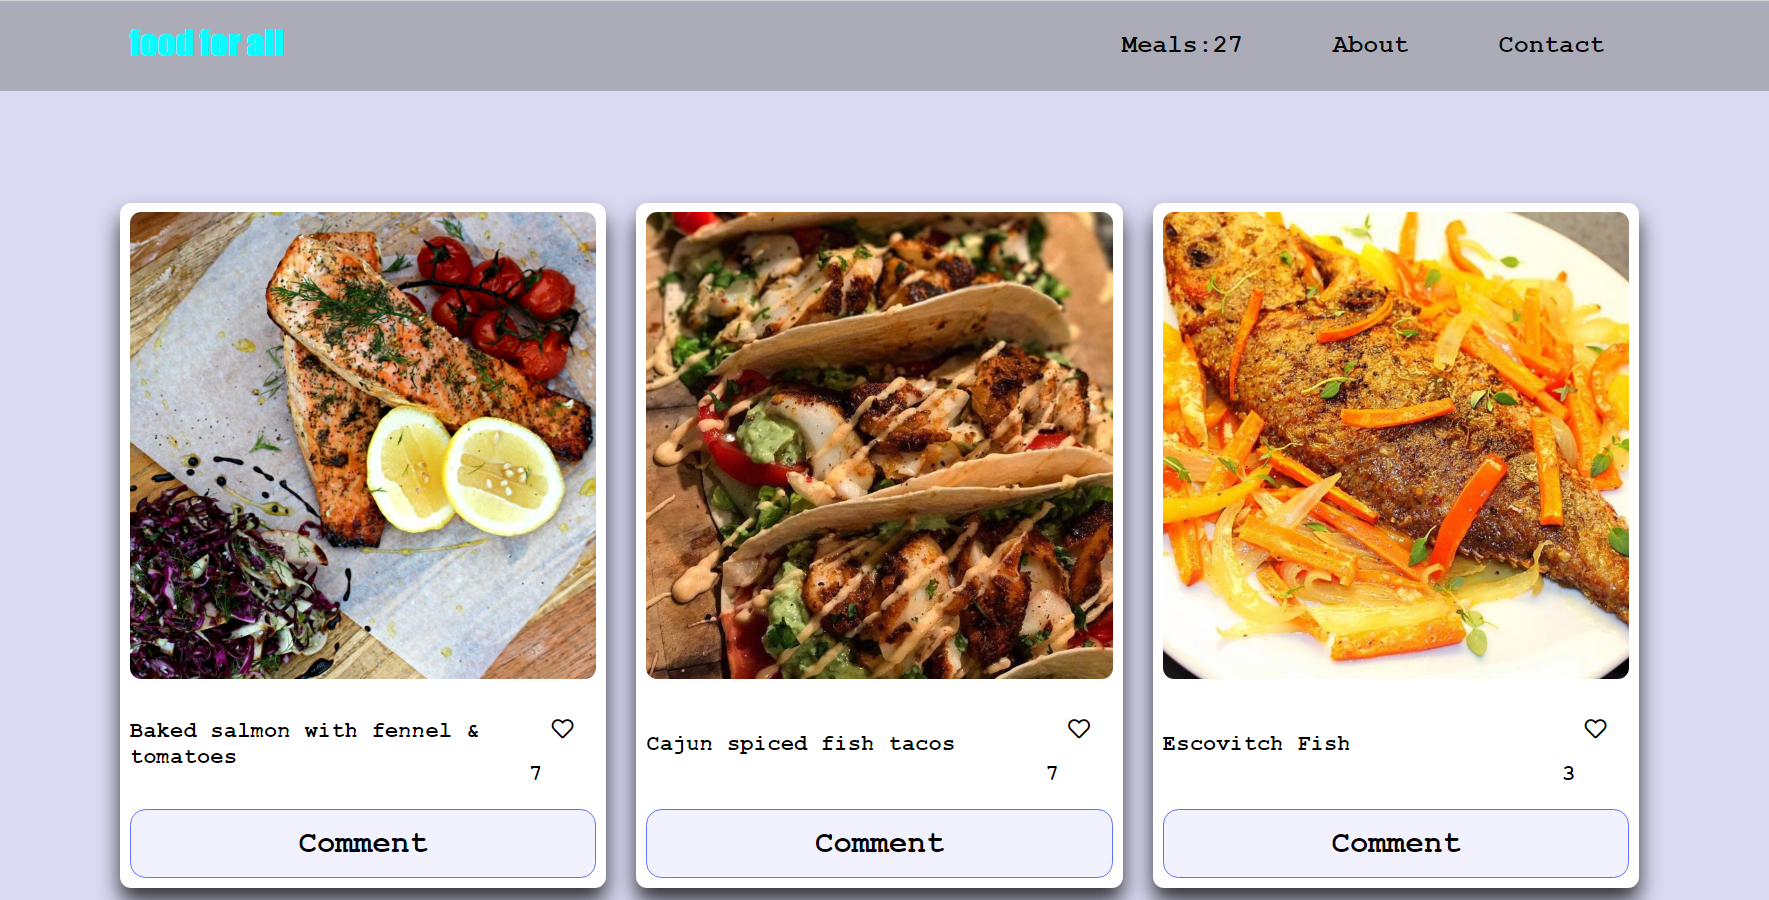 food for all
Meals:27
About
Contact
Baked salmon with fennel &
tomatoes
7
Cajun spiced fish tacos
7
Escovitch Fish
3
Comment
Comment
Comment